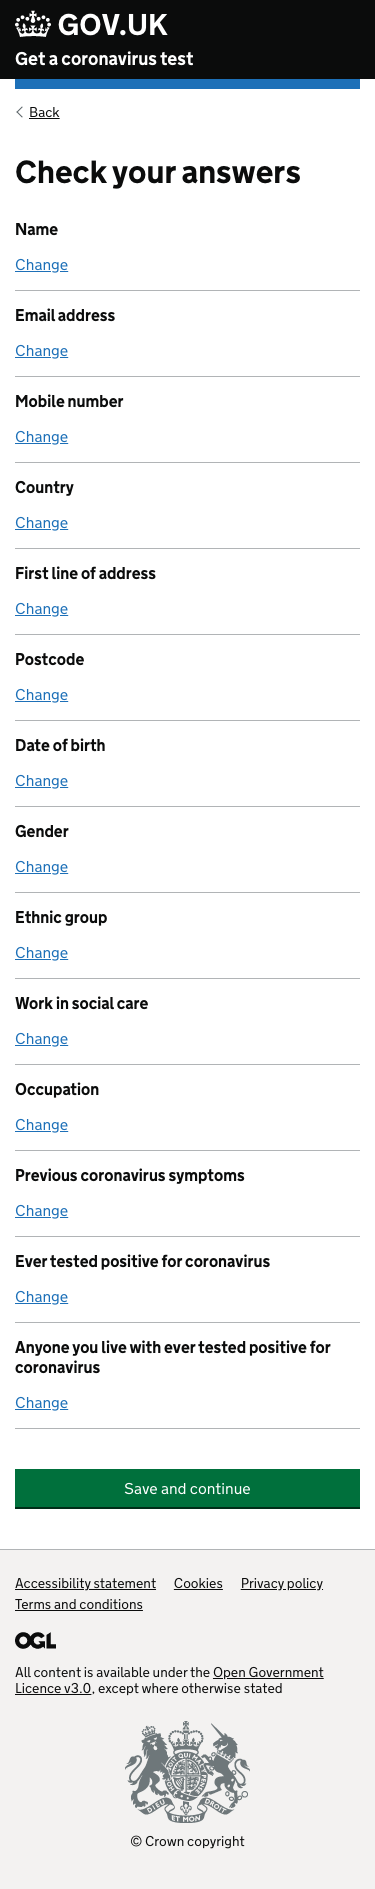 GOV.UK
Get a coronavirus test
Back
Check your answers
Name
Change
Email address
Change
Mobile number
Change
Country
Change
First line of address
Change
Postcode
Change
Date of birth
Change
Gender
Change
Ethnic group
Change
Work in social care
Change
Occupation
Change
Previous coronavirus symptoms
Change
Ever tested positive for coronavirus
Change
Anyone you live with ever tested positive for
coronavirus
Change
Save and continue
Accessibility statement Cookies Privacy policy
Terms and conditions
OGL
All content is available under the Open Government
Licence v3.0, except where otherwise stated
DIEU ET MON DROIT
© Crown copyright